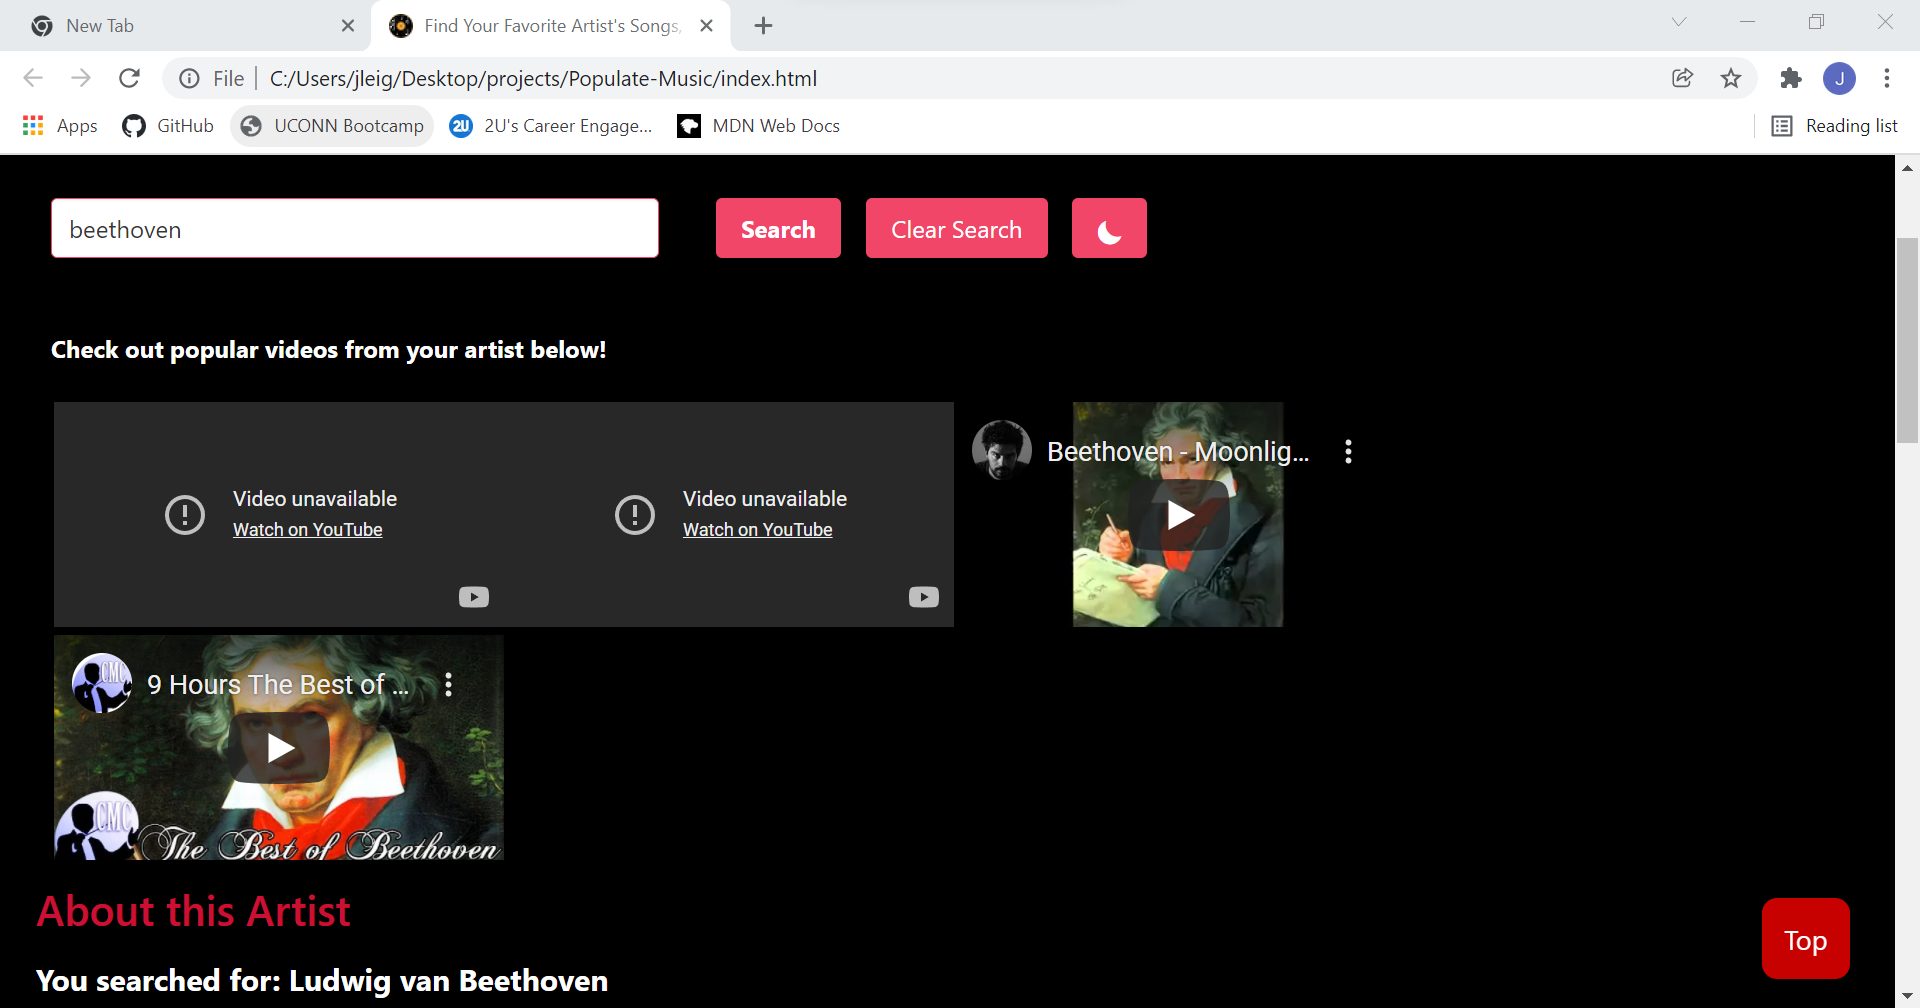 New Tab
Find Your Favorite Artist's Songs,
File
C:/Users/jleig/Desktop/projects/Populate-Music/index.html
J
Apps
GitHub
UCONN Bootcamp
2U
2U's Career Engage...
MDN Web Docs
Reading list
beethoven
Search
Clear Search
Check out popular videos from your artist below!
Video unavailable
Watch on YouTube
Video unavailable
Watch on YouTube
Beethoven - Moonlig...
CMC
9 Hours The Best of ...
CMC
The Best of Beethoven
About this Artist
Top
You searched for: Ludwig van Beethoven